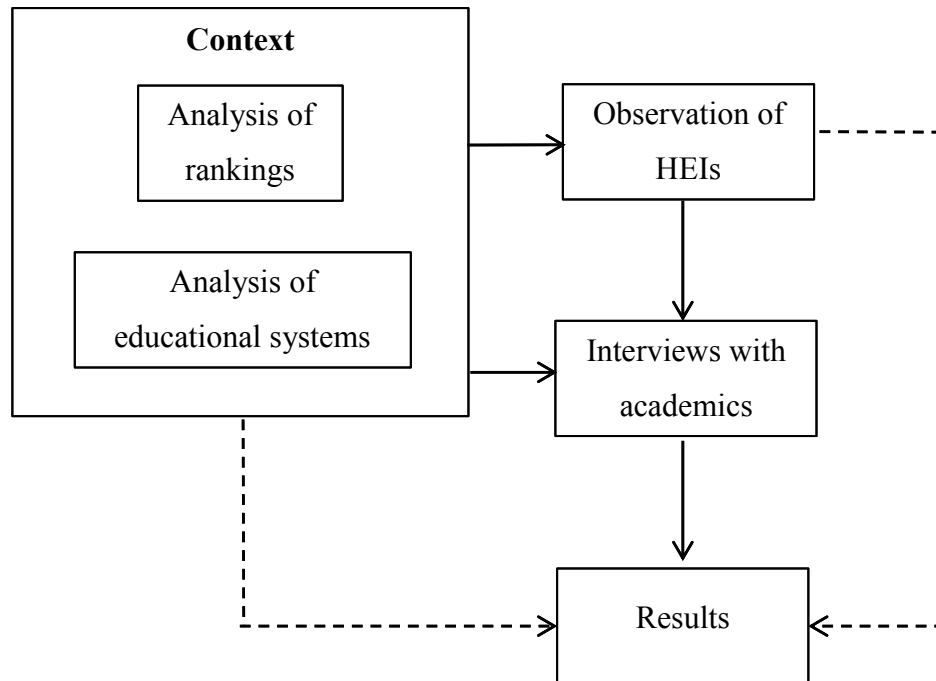 Context
Analysis of
rankings
Analysis of
educational systems
Observation of
HEIs
Interviews with
academics
Results